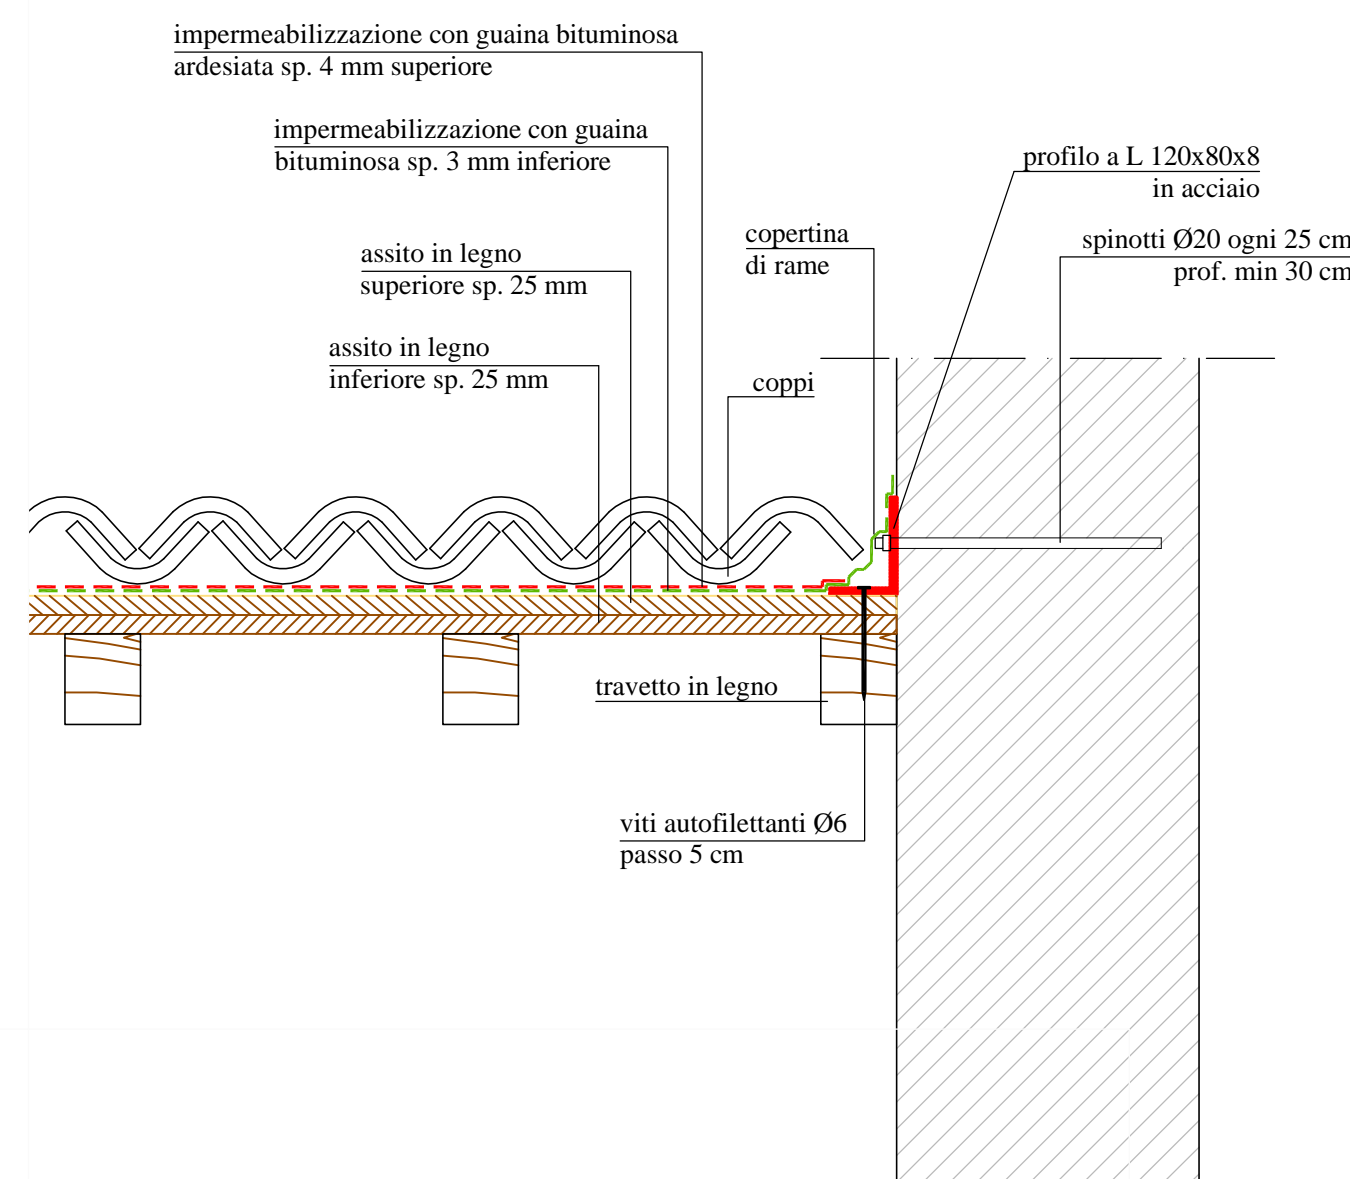 impermeabilizzazione con guaina bituminosa
ardesiata sp. 4 mm superiore
impermeabilizzazione con guaina
bituminosa sp. 3 mm inferiore
profilo a L 120x80x8
in acciaio
copertina
di rame
spinotti Ø20 ogni 25 cm
prof. min 30 cm
assito in legno
superiore sp. 25 mm
assito in legno
inferiore sp. 25 mm
coppi
travetto in legno
viti autofilettanti Ø6
passo 5 cm